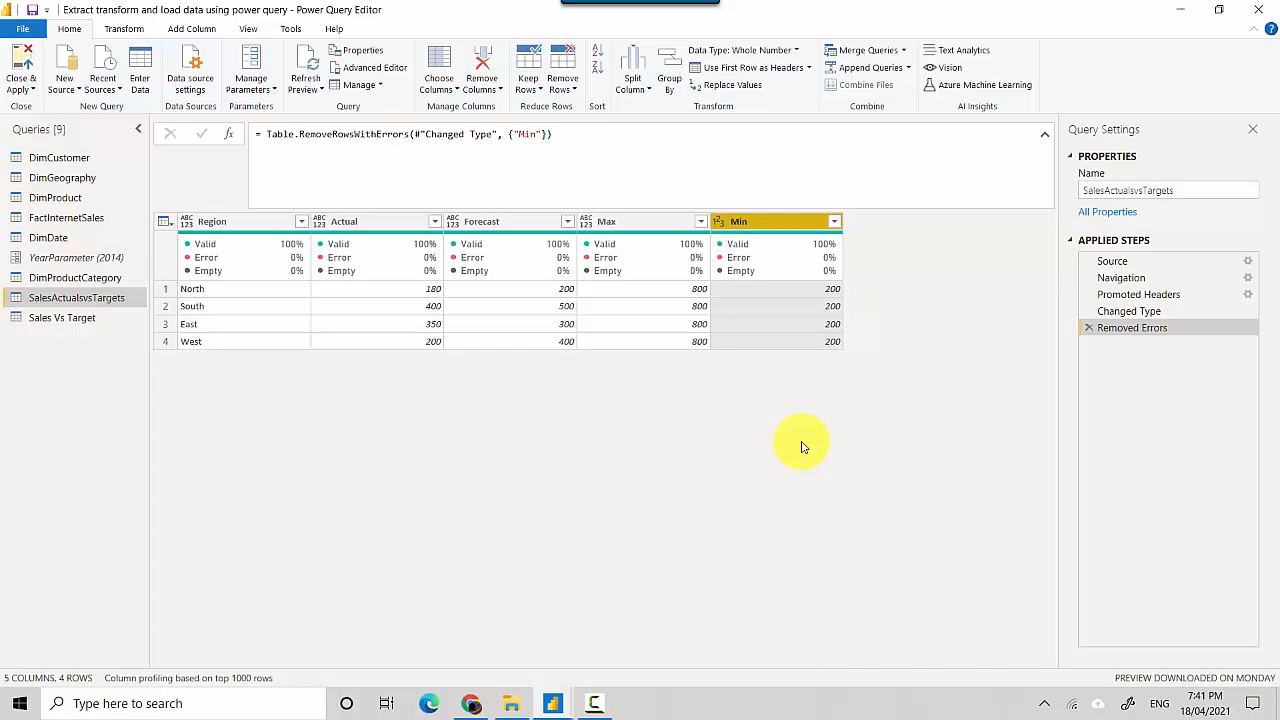 Extract transform and load data using power query - Power Query Editor
File Home Transform Add Column View Tools Help
Close & Apply
New Source
Recent Sources
Enter Data
Data source settings
Manage Parameters
Refresh Preview
Properties
Advanced Editor
Manage
Choose Columns
Remove Columns
Keep Rows
Remove Rows
Split Column
Group By
Data Type: Whole Number
Use First Row as Headers
Replace Values
Merge Queries
Append Queries
Combine Files
Text Analytics
Vision
Azure Machine Learning
Close New Query Data Sources Parameters Query Manage Columns Reduce Rows Sort Transform Combine AI Insights
Queries [9]
DimCustomer
DimGeography
DimProduct
FactInternetSales
DimDate
YearParameter (2014)
DimProductCategory
SalesActualsvsTargets
Sales Vs Target
fx = Table.RemoveRowsWithErrors(#"Changed Type", {"Min"})
ABC 123 Region ABC 123 Actual ABC 123 Forecast ABC 123 Max 123 Min
Valid 100% Valid 100% Valid 100% Valid 100% Valid 100%
Error 0% Error 0% Error 0% Error 0% Error 0%
Empty 0% Empty 0% Empty 0% Empty 0% Empty 0%
1 North 180 200 800 200
2 South 400 500 800 200
3 East 350 300 800 200
4 West 200 400 800 200
Query Settings
PROPERTIES
Name
SalesActualsvsTargets
All Properties
APPLIED STEPS
Source
Navigation
Promoted Headers
Changed Type
Removed Errors
5 COLUMNS, 4 ROWS Column profiling based on top 1000 rows
PREVIEW DOWNLOADED ON MONDAY
Type here to search
ENG
7:41 PM
18/04/2021